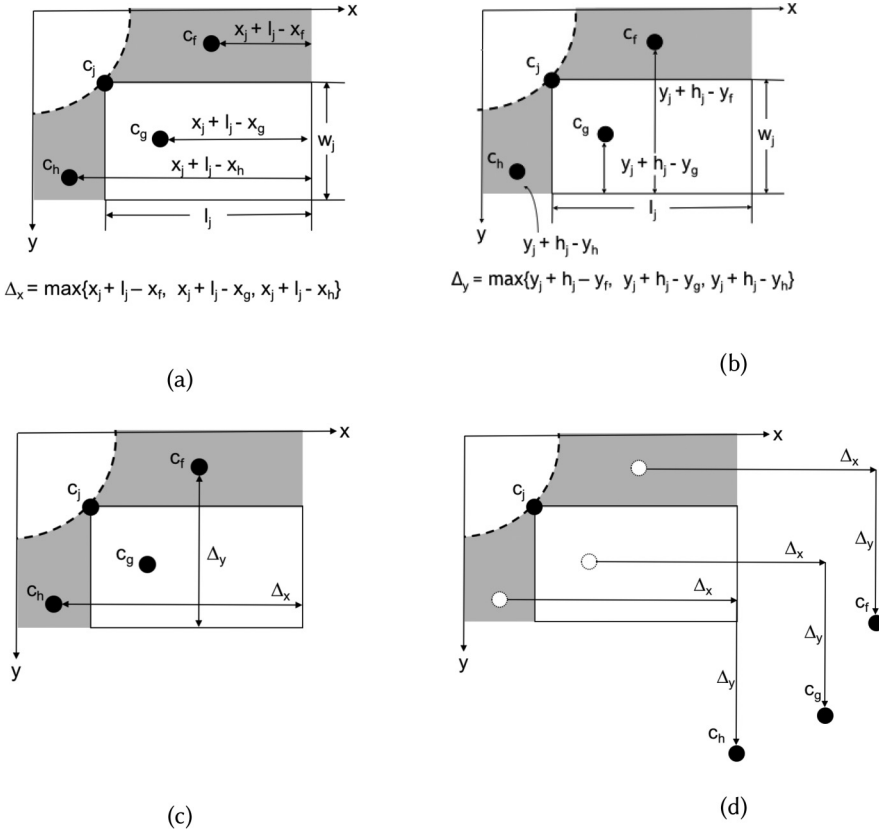 x
c_f
x_j + l_j - x_f
c_j
c_g
x_j + l_j - x_g
w_j
c_h
x_j + l_j - x_h
l_j
y
Δ_x = max{x_j + l_j – x_f, x_j + l_j - x_g, x_j + l_j - x_h}
(a)
x
c_f
c_j
y_j + h_j - y_f
c_g
w_j
c_h
y_j + h_j - y_g
l_j
y
y_j + h_j - y_h
Δ_y = max{y_j + h_j – y_f, y_j + h_j - y_g, y_j + h_j - y_h}
(b)
x
c_f
c_j
c_g
Δ_y
c_h
Δ_x
y
(c)
x
Δ_x
c_j
Δ_y
Δ_x
Δ_x
c_f
Δ_y
y
Δ_y
c_g
c_h
(d)